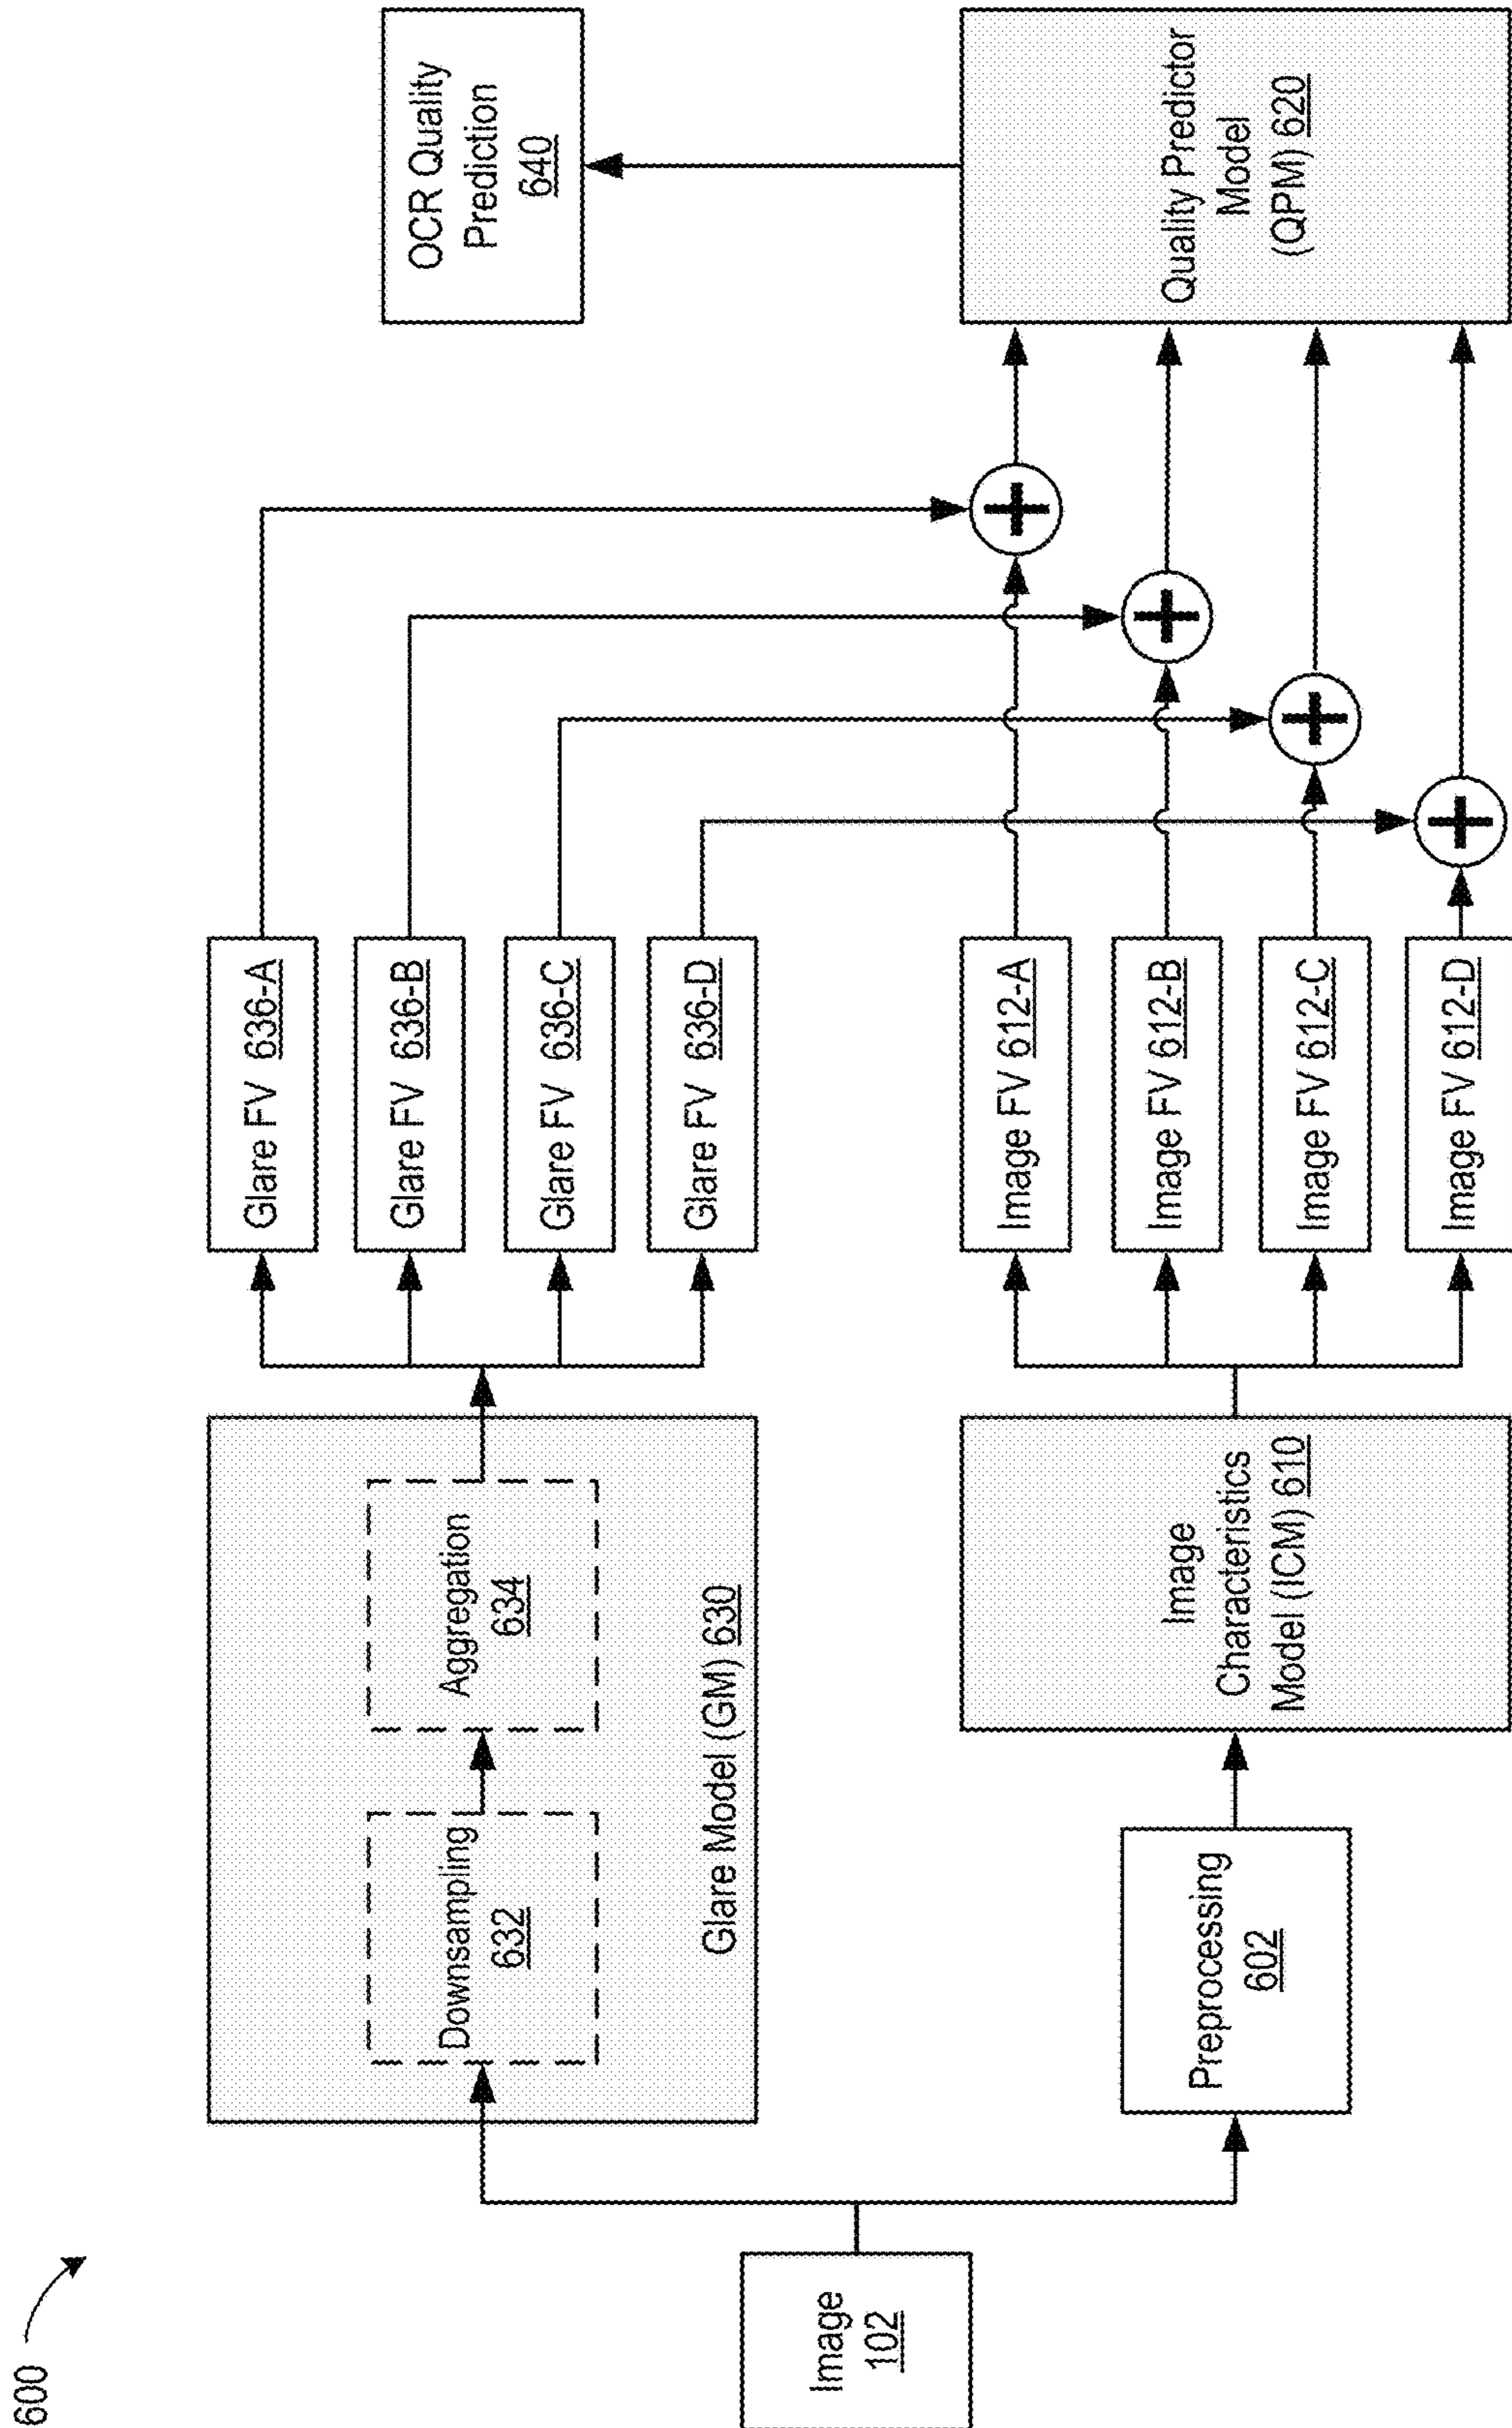 600
Image
102
Downsampling
632
Aggregation
634
Glare Model (GM) 630
Preprocessing
602
Image
Characteristics
Model (ICM) 610
Glare FV 636-A
Glare FV 636-B
Glare FV 636-C
Glare FV 636-D
Image FV 612-A
Image FV 612-B
Image FV 612-C
Image FV 612-D
+
+
+
+
OCR Quality
Prediction
640
Quality Predictor
Model
(QPM) 620